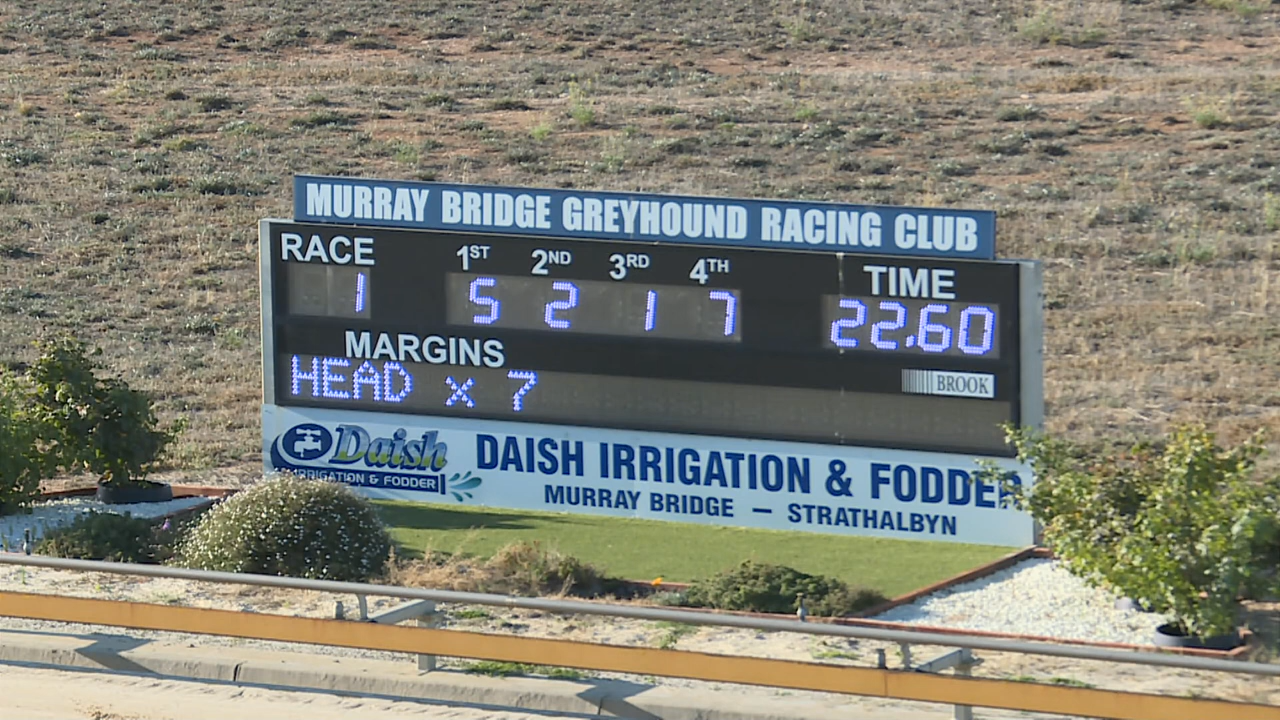 MURRAY BRIDGE GREYHOUND RACING CLUB
RACE 1ST 2ND 3RD 4TH TIME
1 5 2 1 7 22.60
MARGINS
BROOK
HEAD x 7
Daish
IRRIGATION & FODDER
DAISH IRRIGATION & FODDER
MURRAY BRIDGE – STRATHALBYN